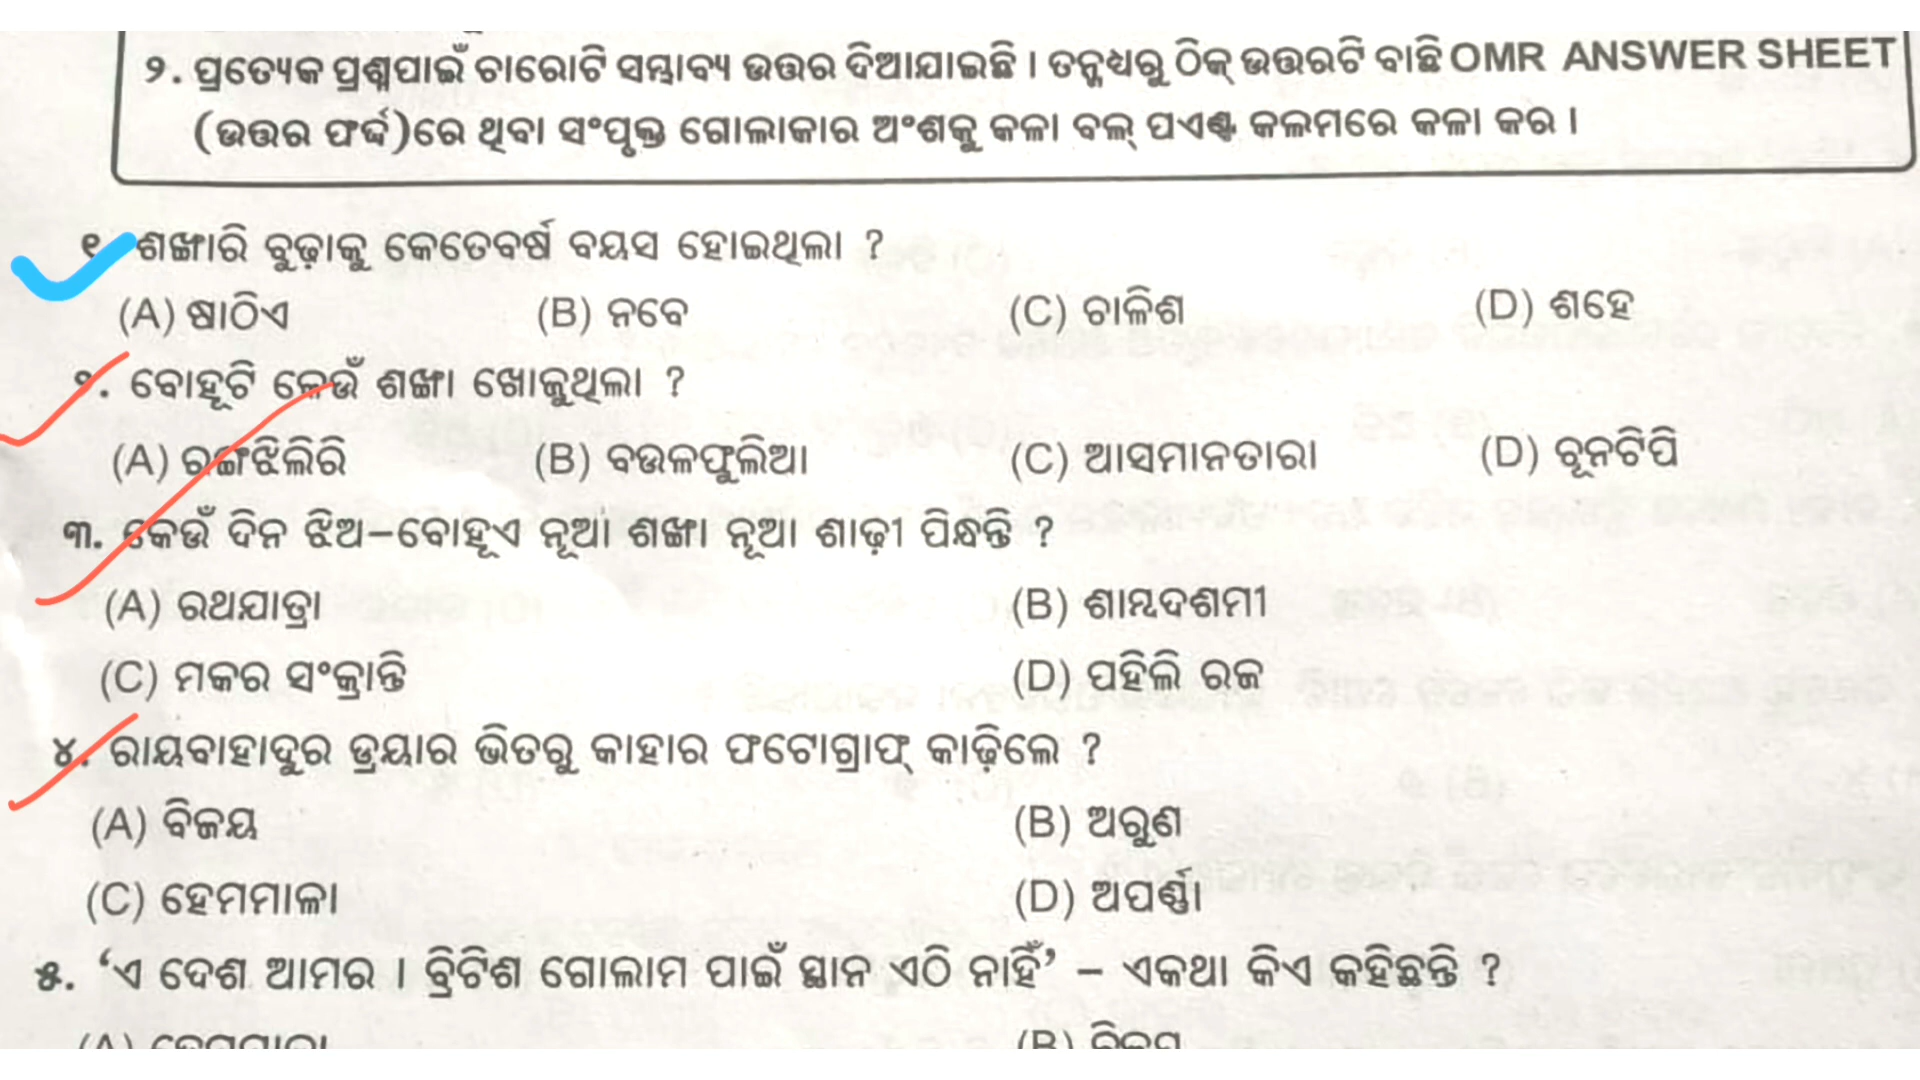 ୨. ପ୍ରତ୍ୟେକ ପ୍ରଶ୍ନପାଇଁ ଚାରୋଟି ସମ୍ଭାବ୍ୟ ଉତ୍ତର ଦିଆଯାଇଛି । ତନ୍ମଧ୍ୟରୁ ଠିକ୍ ଉତ୍ତରଟି ବାଛି OMR ANSWER SHEET
(ଉତ୍ତର ଫର୍ଦ୍ଦ)ରେ ଥିବା ସଂପୃକ୍ତ ଗୋଲାକାର ଅଂଶକୁ କଳା ବଲ୍ ପଏଣ୍ଟ କଲମରେ କଳା କର ।
୧. ଶଙ୍ଖାରି ବୁଢ଼ାକୁ କେତେବର୍ଷ ବୟସ ହୋଇଥିଲା ?
(A) ଷାଠିଏ (B) ନବେ (C) ଚାଳିଶ (D) ଶହେ
୨. ବୋହୂଟି କେଉଁ ଶଙ୍ଖା ଖୋଜୁଥିଲା ?
(A) ରଙ୍ଗଝିଲିରି (B) ବଉଳଫୁଲିଆ (C) ଆସମାନତାରା (D) ଚୂନଟିପି
୩. କେଉଁ ଦିନ ଝିଅ–ବୋହୂଏ ନୂଆ ଶଙ୍ଖା ନୂଆ ଶାଢ଼ୀ ପିନ୍ଧନ୍ତି ?
(A) ରଥଯାତ୍ରା (B) ଶାମ୍ବଦଶମୀ
(C) ମକର ସଂକ୍ରାନ୍ତି (D) ପହିଲି ରଜ
୪. ରାୟବାହାଦୁର ଡ୍ରୟାର ଭିତରୁ କାହାର ଫଟୋଗ୍ରାଫ୍ କାଢ଼ିଲେ ?
(A) ବିଜୟ (B) ଅରୁଣ
(C) ହେମମାଳା (D) ଅପର୍ଣ୍ଣା
୫. ‘ଏ ଦେଶ ଆମର । ବ୍ରିଟିଶ ଗୋଲାମ ପାଇଁ ସ୍ଥାନ ଏଠି ନାହିଁ’ – ଏକଥା କିଏ କହିଛନ୍ତି ?